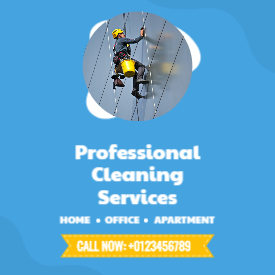 Professional
Cleaning
Services
HOME • OFFICE • APARTMENT
CALL NOW: +0123456789